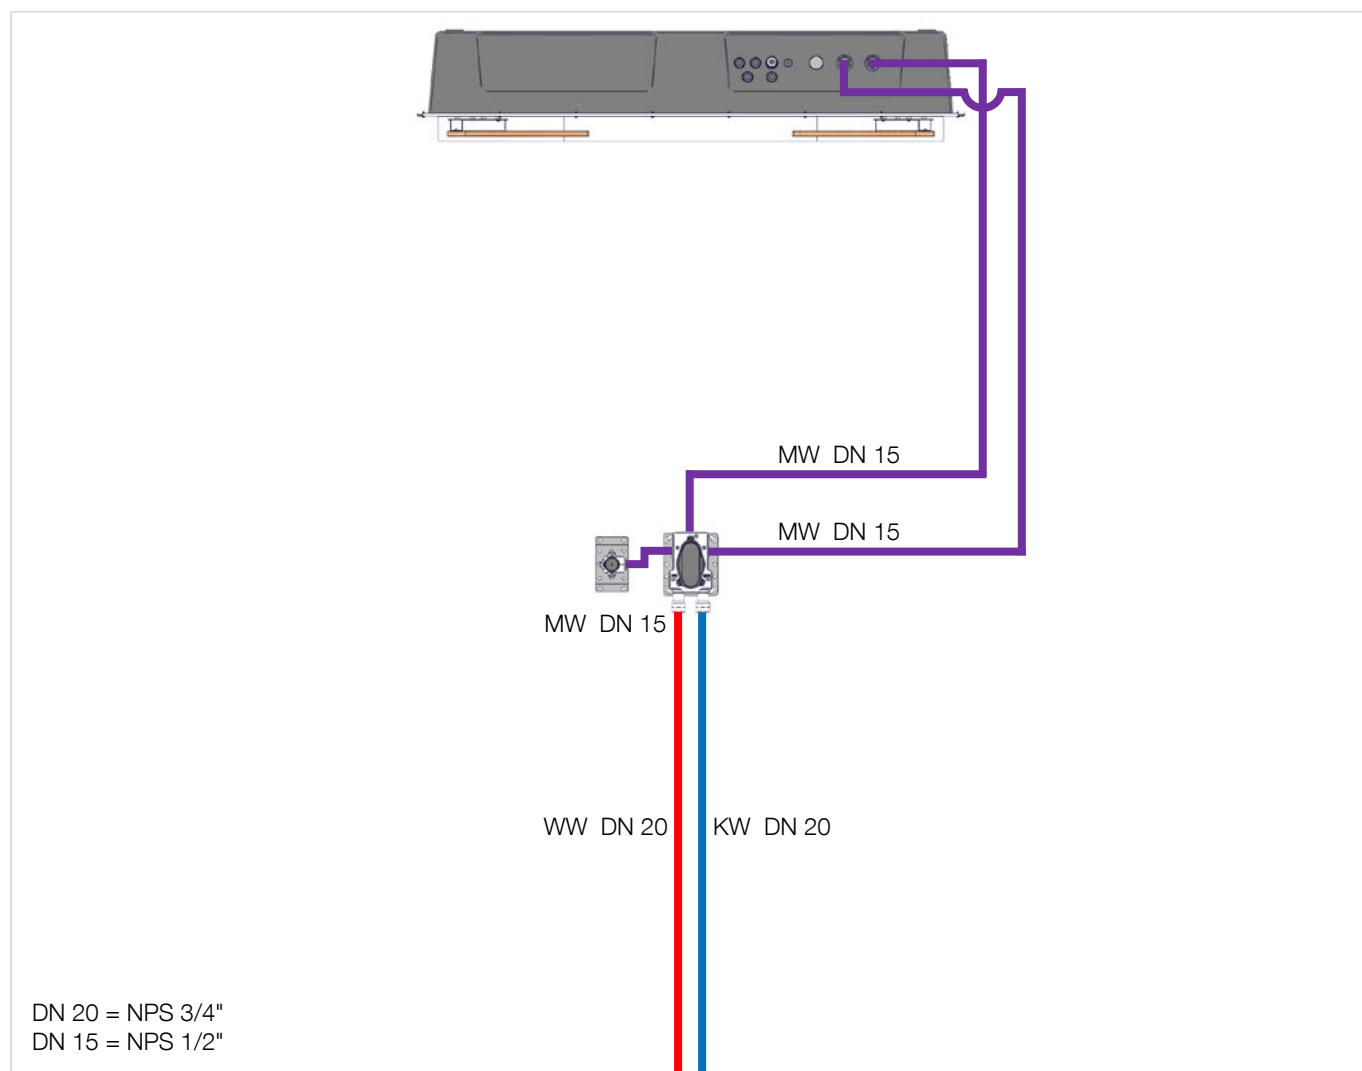 MW DN 15
MW DN 15
MW DN 15
WW DN 20
KW DN 20
DN 20 = NPS 3/4"
DN 15 = NPS 1/2"